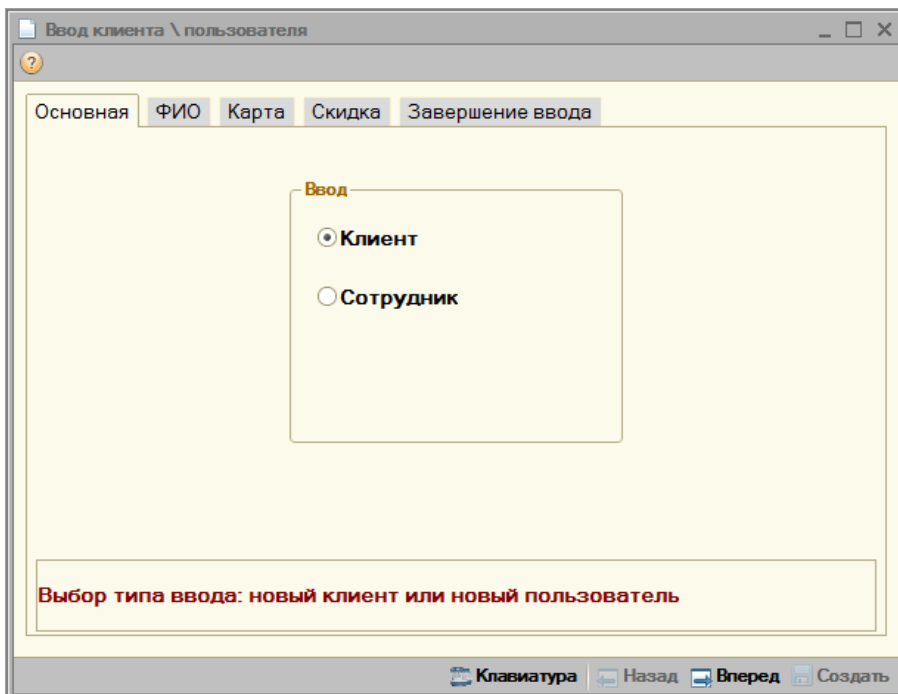 Ввод клиента \ пользователя
?
Основная ФИО Карта Скидка Завершение ввода
Ввод
Клиент
Сотрудник
Выбор типа ввода: новый клиент или новый пользователь
Клавиатура Назад Вперед Создать